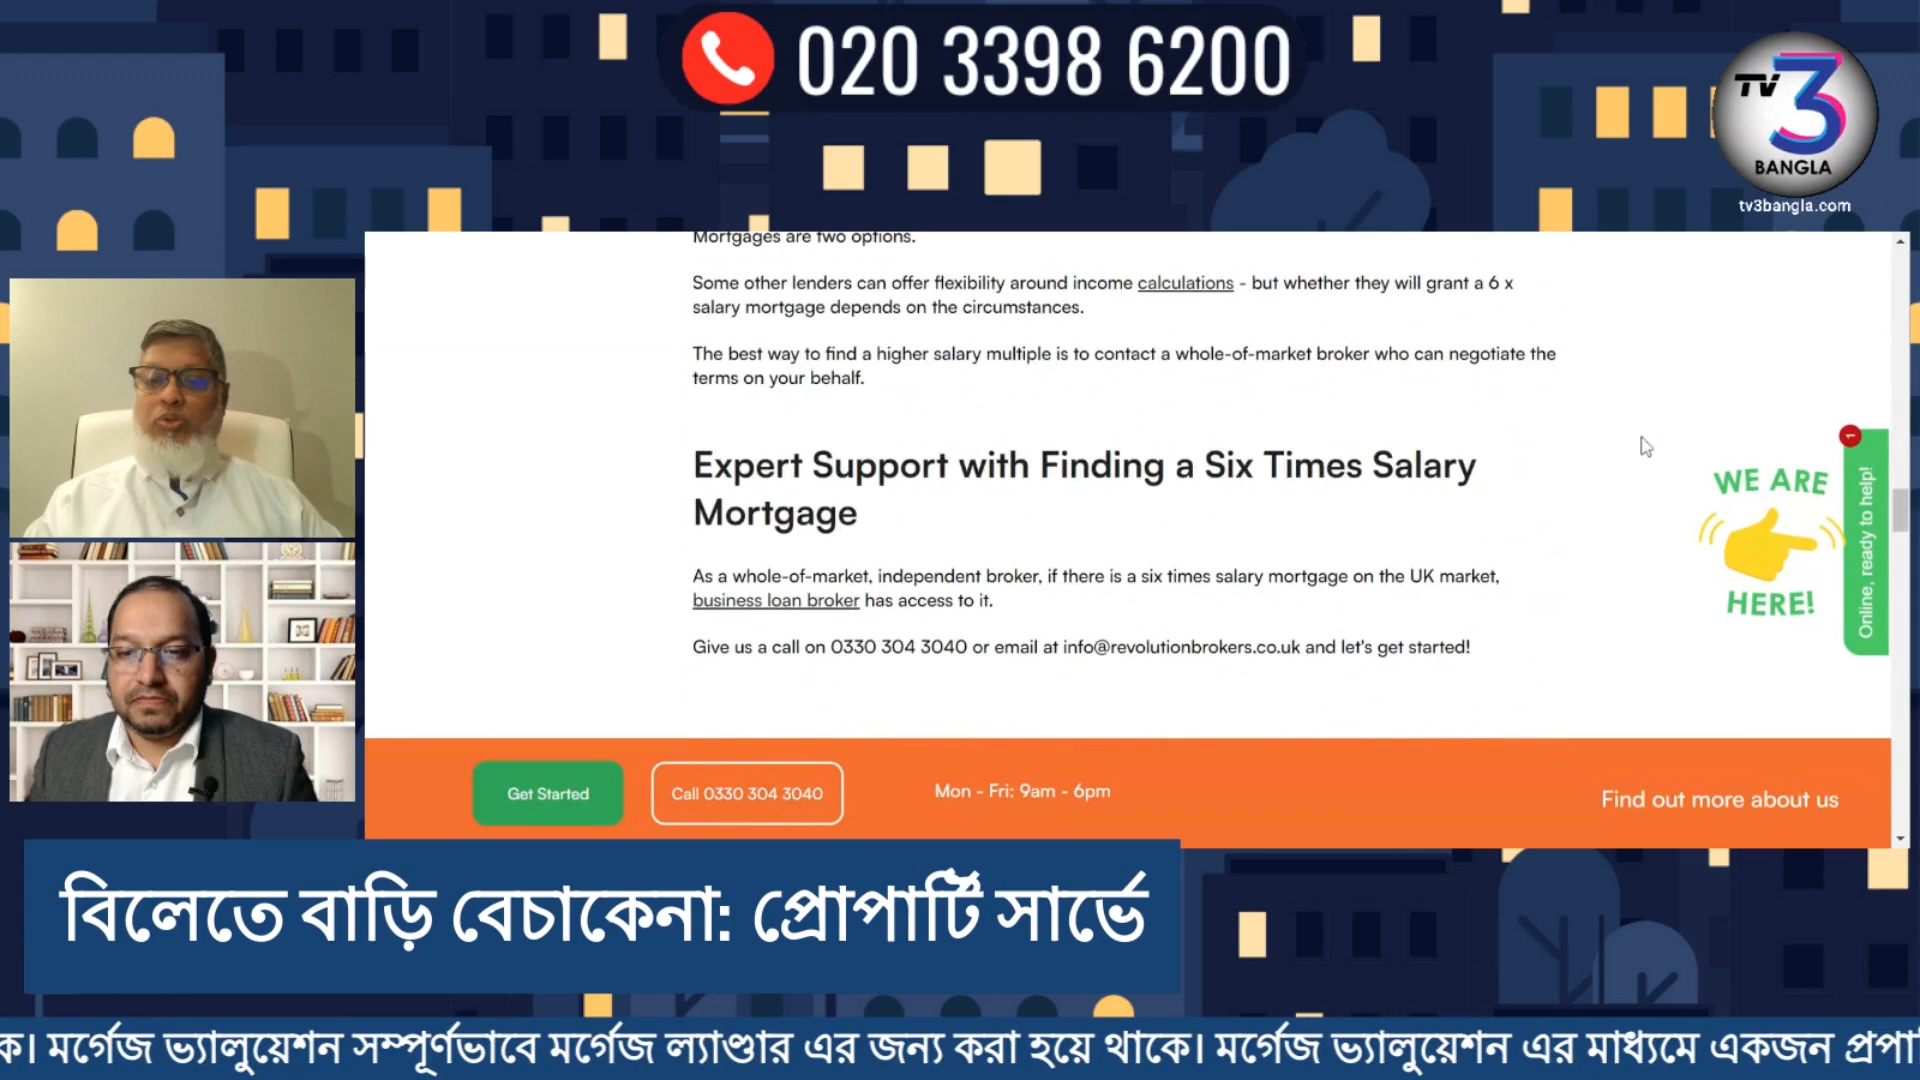 020 3398 6200
TV 3
BANGLA
tv3bangla.com
Mortgages are two options.
Some other lenders can offer flexibility around income calculations - but whether they will grant a 6 x
salary mortgage depends on the circumstances.
The best way to find a higher salary multiple is to contact a whole-of-market broker who can negotiate the
terms on your behalf.
Expert Support with Finding a Six Times Salary
Mortgage
As a whole-of-market, independent broker, if there is a six times salary mortgage on the UK market,
business loan broker has access to it.
Give us a call on 0330 304 3040 or email at info@revolutionbrokers.co.uk and let's get started!
WE ARE
HERE!
1
Online, ready to help!
Get Started
Call 0330 304 3040
Mon - Fri: 9am - 6pm
Find out more about us
বিলেতে বাড়ি বেচাকেনা: প্রোপার্টি সার্ভে
ক। মর্গেজ ভ্যালুয়েশন সম্পূর্ণভাবে মর্গেজ ল্যাণ্ডার এর জন্য করা হয়ে থাকে। মর্গেজ ভ্যালুয়েশন এর মাধ্যমে একজন প্রপা